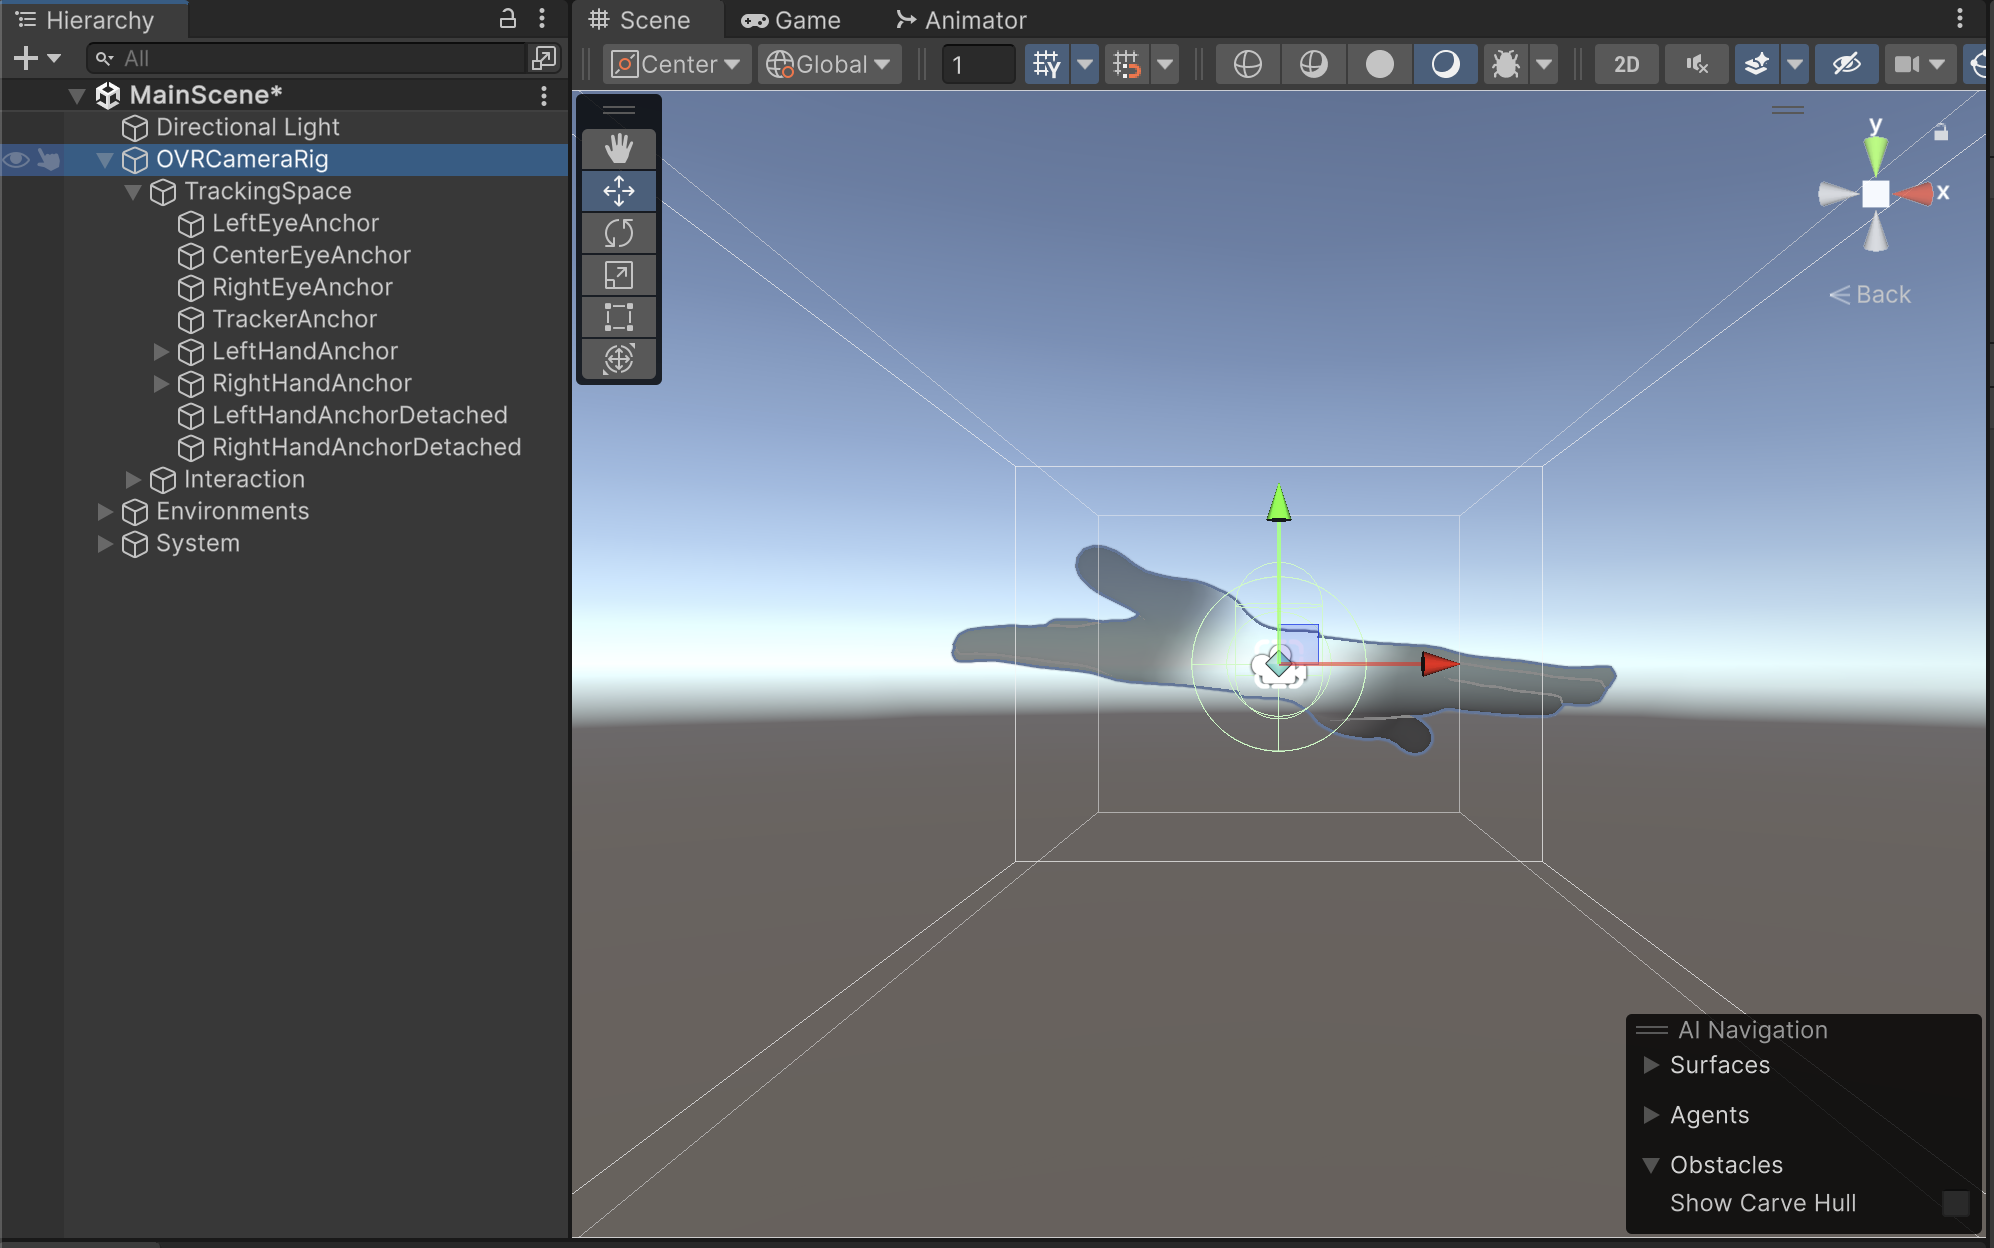 Hierarchy
All
MainScene*
Directional Light
OVRCameraRig
TrackingSpace
LeftEyeAnchor
CenterEyeAnchor
RightEyeAnchor
TrackerAnchor
LeftHandAnchor
RightHandAnchor
LeftHandAnchorDetached
RightHandAnchorDetached
Interaction
Environments
System
Scene Game Animator
Center Global 1 2D
y
x
Back
AI Navigation
Surfaces
Agents
Obstacles
Show Carve Hull